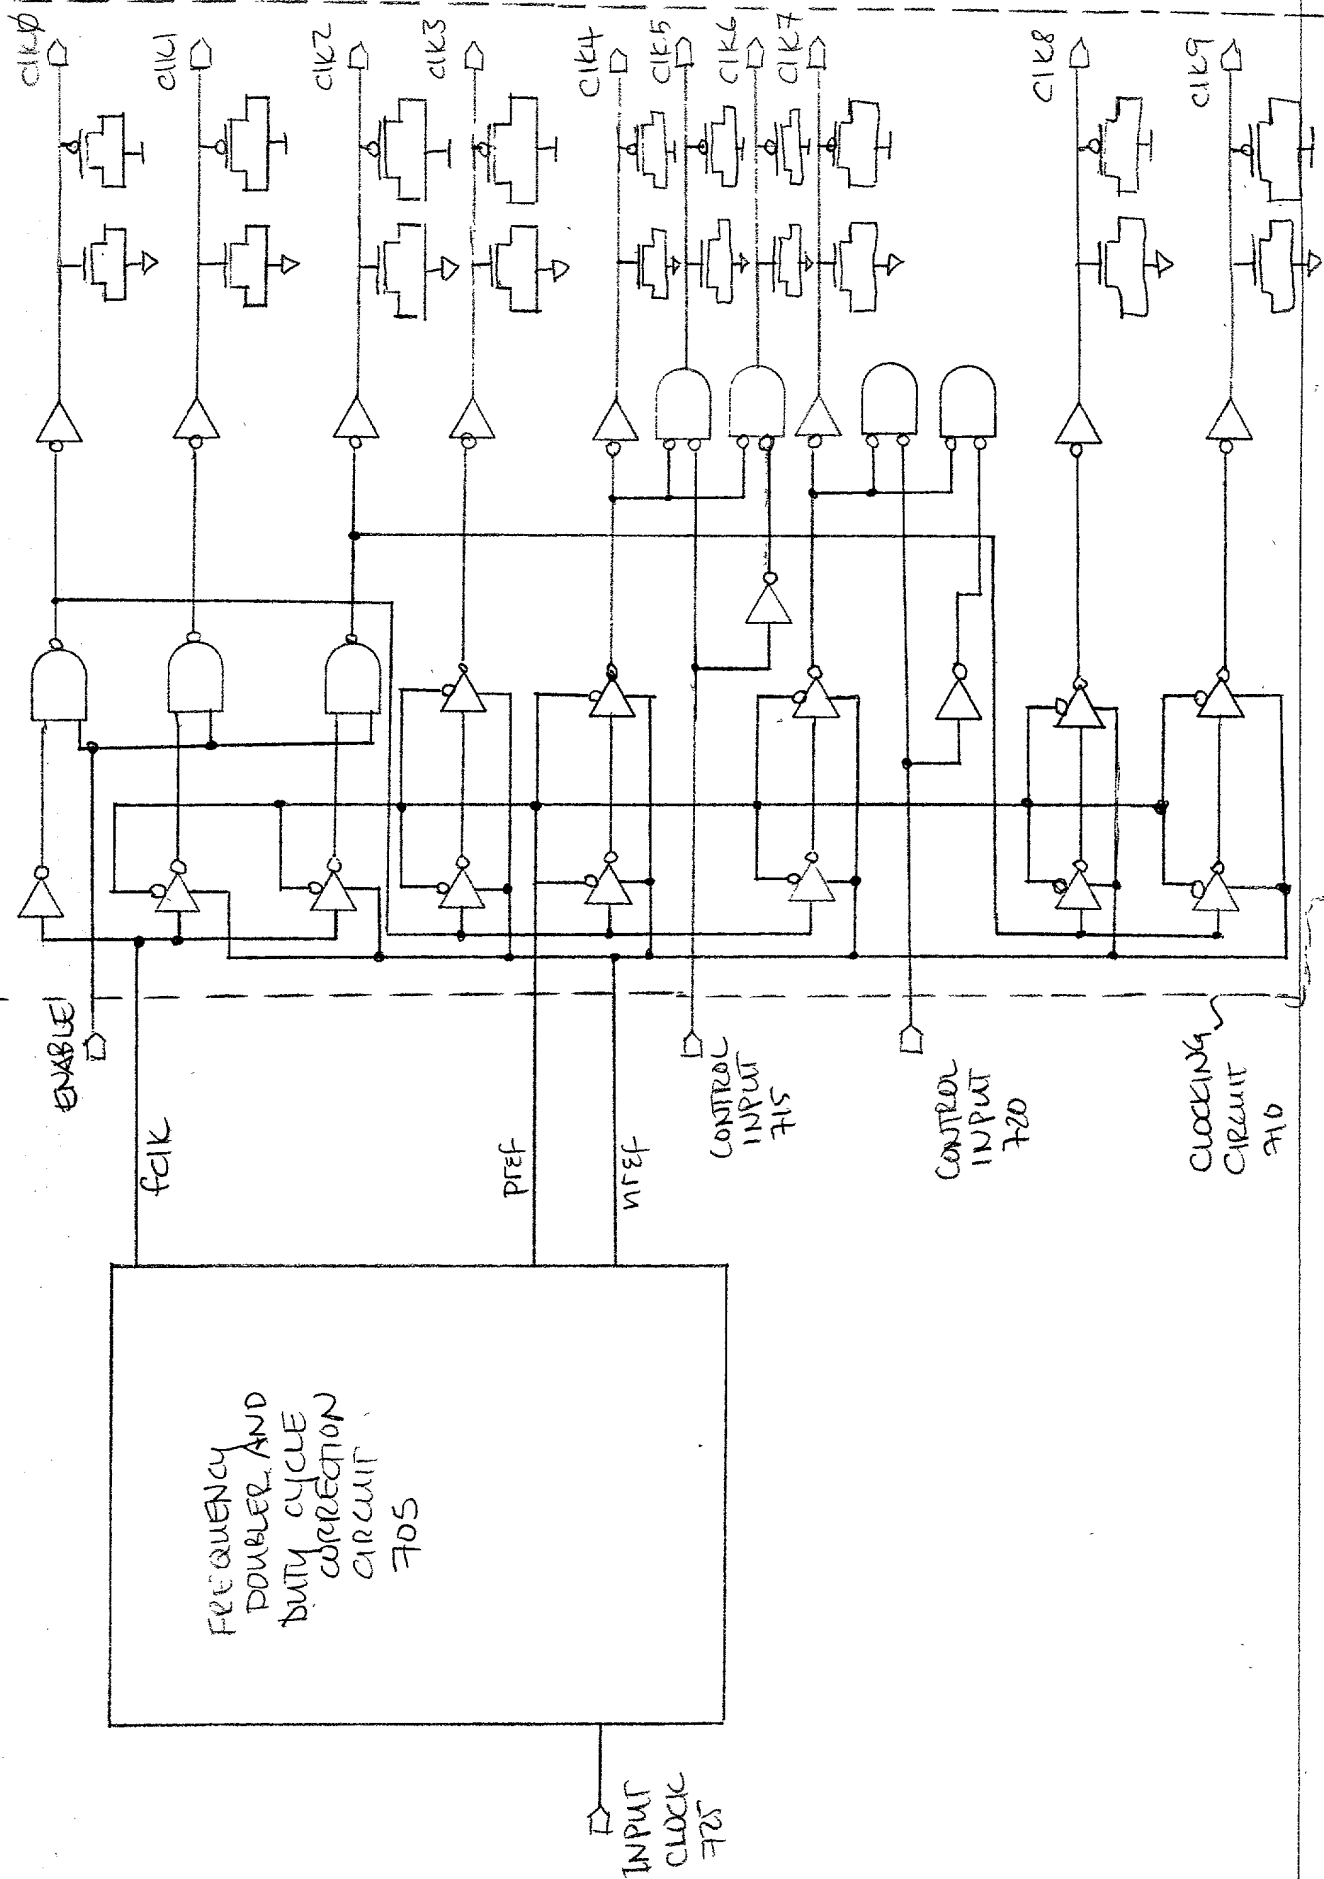 clk0
clk1
clk2
clk3
clk4
clk5
clk6
clk7
clk8
clk9
ENABLE
fclk
pref
nref
CONTROL
INPUT
715
CONTROL
INPUT
720
CLOCKING
CIRCUIT
710
FREQUENCY
DOUBLER AND
DUTY CYCLE
CORRECTION
CIRCUIT
705
INPUT
CLOCK
725